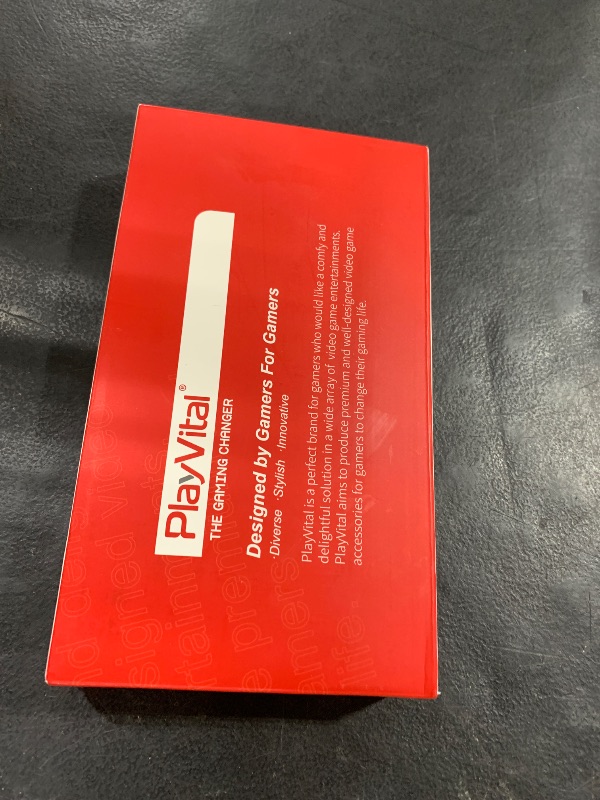 PlayVital®
THE GAMING CHANGER
Designed by Gamers For Gamers
·Diverse ·Stylish ·Innovative
PlayVital is a perfect brand for gamers who would like a comfy and
delightful solution in a wide array of video game entertainments.
PlayVital aims to produce premium and well-designed video game
accessories for gamers to change their gaming life.